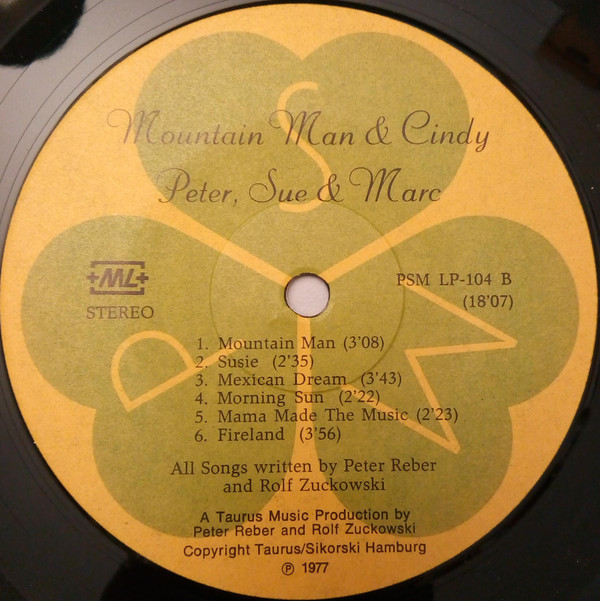 S
Mountain Man & Cindy
Peter, Sue & Marc
+ML+
STEREO
PSM LP-104 B
(18'07)
1. Mountain Man (3'08)
2. Susie (2'35)
3. Mexican Dream (3'43)
4. Morning Sun (2'22)
5. Mama Made The Music (2'23)
6. Fireland (3'56)
P
M
All Songs written by Peter Reber
and Rolf Zuckowski
A Taurus Music Production by
Peter Reber and Rolf Zuckowski
Copyright Taurus/Sikorski Hamburg
℗ 1977